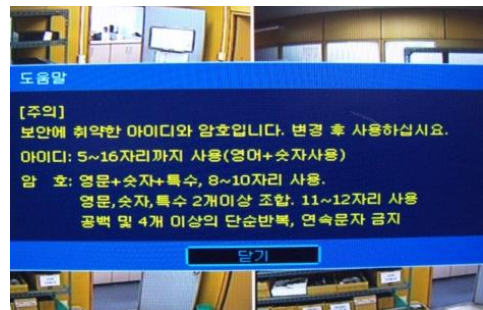 도움말
[주의]
보안에 취약한 아이디와 암호입니다. 변경 후 사용하십시요.
아이디: 5~16자리까지 사용(영어+숫자사용)
암 호: 영문+숫자+특수, 8~10자리 사용.
영문,숫자,특수 2개이상 조합. 11~12자리 사용
공백 및 4개 이상의 단순반복, 연속문자 금지
닫기